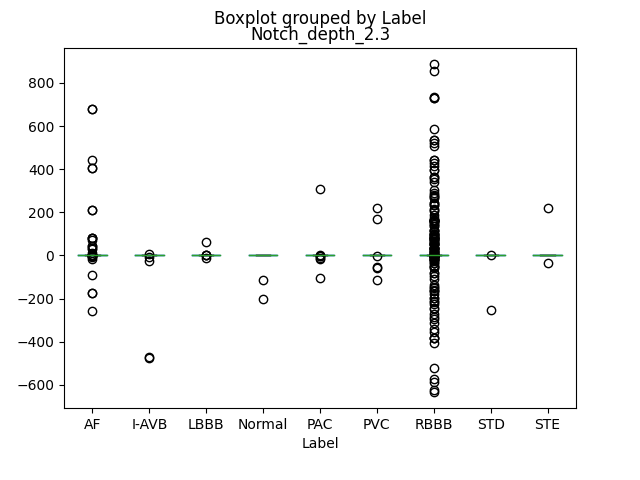 Boxplot grouped by Label
Notch_depth_2.3
800
600
400
200
0
−200
−400
−600
AF I-AVB LBBB Normal PAC PVC RBBB STD STE
Label